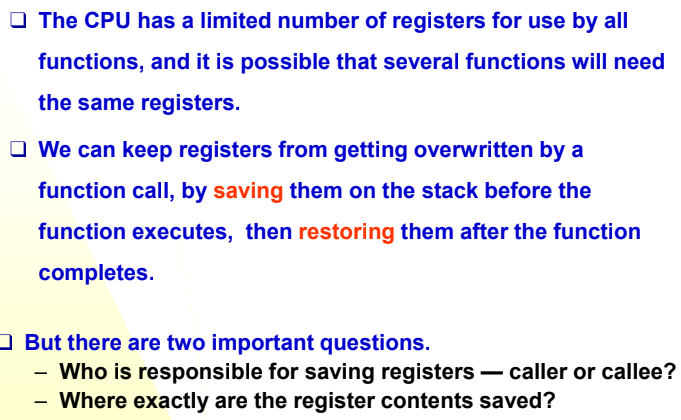 ❑ The CPU has a limited number of registers for use by all
functions, and it is possible that several functions will need
the same registers.
❑ We can keep registers from getting overwritten by a
function call, by saving them on the stack before the
function executes,  then restoring them after the function
completes.
❑ But there are two important questions.
– Who is responsible for saving registers — caller or callee?
– Where exactly are the register contents saved?